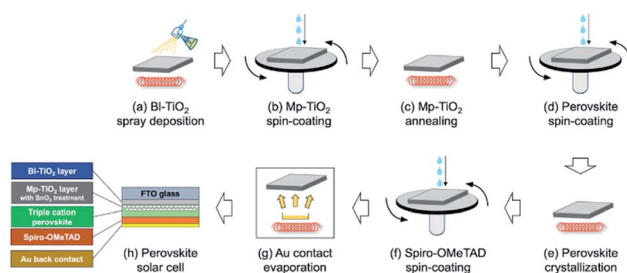 (a) Bl-TiO₂
spray deposition
(b) Mp-TiO₂
spin-coating
(c) Mp-TiO₂
annealing
(d) Perovskite
spin-coating
Bl-TiO₂ layer
Mp-TiO₂ layer
with SnO₂ treatment
Triple cation
perovskite
Spiro-OMeTAD
Au back contact
FTO glass
(h) Perovskite
solar cell
(g) Au contact
evaporation
(f) Spiro-OMeTAD
spin-coating
(e) Perovskite
crystallization